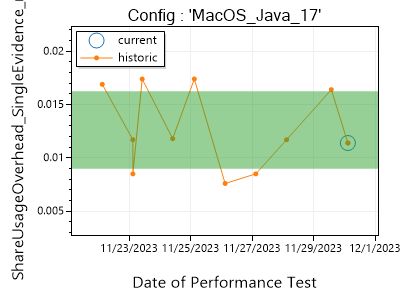 Config : 'MacOS_Java_17'
ShareUsageOverhead_SingleEvidence_
current
historic
0.02
0.015
0.01
0.005
11/23/2023
11/25/2023
11/27/2023
11/29/2023
12/1/2023
Date of Performance Test